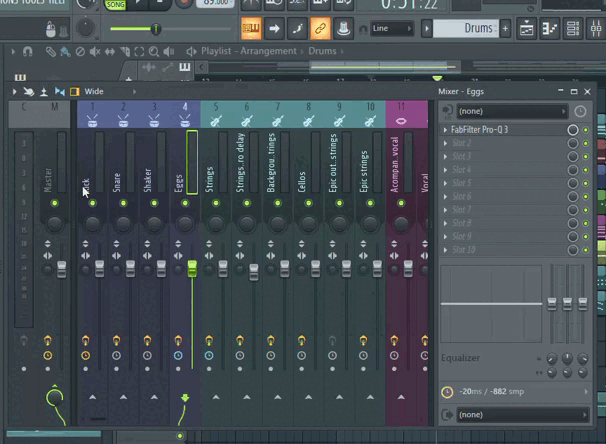 SONG
0:51:22
Line
Drums
Playlist - Arrangement › Drums
Wide
C M 1 2 3 4 5 6 7 8 9 10 11
Master
Kick
Snare
Shaker
Eggs
Strings
Strings..ro delay
Backgrou..trings
Cellos
Epic out..strings
Epic strings
Acompan. vocal
Vocal
Mixer - Eggs
(none)
FabFilter Pro-Q 3
Slot 2
Slot 3
Slot 4
Slot 5
Slot 6
Slot 7
Slot 8
Slot 9
Slot 10
Equalizer
-20ms / -882 smp
(none)